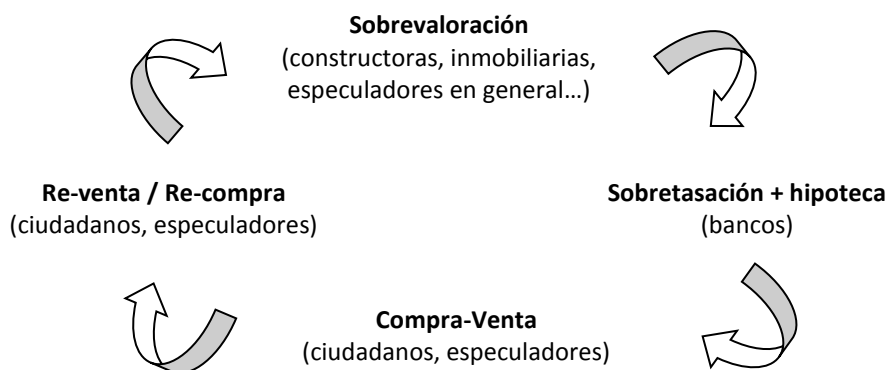 Sobrevaloración
(constructoras, inmobiliarias,
especuladores en general…)
Re-venta / Re-compra
(ciudadanos, especuladores)
Sobretasación + hipoteca
(bancos)
Compra-Venta
(ciudadanos, especuladores)